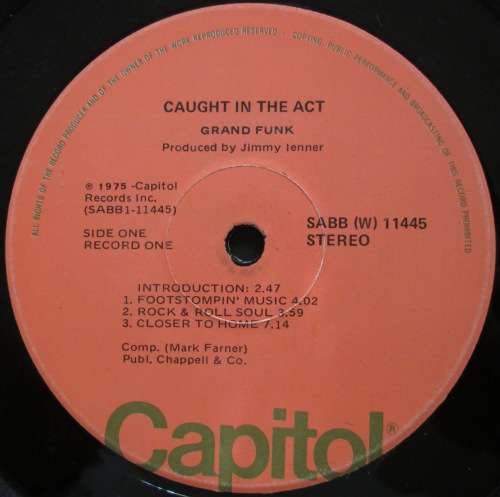 ALL RIGHTS OF THE RECORD PRODUCER AND OF THE OWNER OF THE WORK REPRODUCED RESERVED · COPYING, PUBLIC PERFORMANCE AND BROADCASTING OF THIS RECORD PROHIBITED
CAUGHT IN THE ACT
GRAND FUNK
Produced by Jimmy Ienner
℗ 1975 -Capitol
Records Inc.
(SABB1-11445)
SABB (W) 11445
STEREO
SIDE ONE
RECORD ONE
INTRODUCTION: 2.47
1. FOOTSTOMPIN' MUSIC 4.02
2. ROCK & ROLL SOUL 3.59
3. CLOSER TO HOME 7.14
Comp. (Mark Farner)
Publ. Chappell & Co.
Capitol®